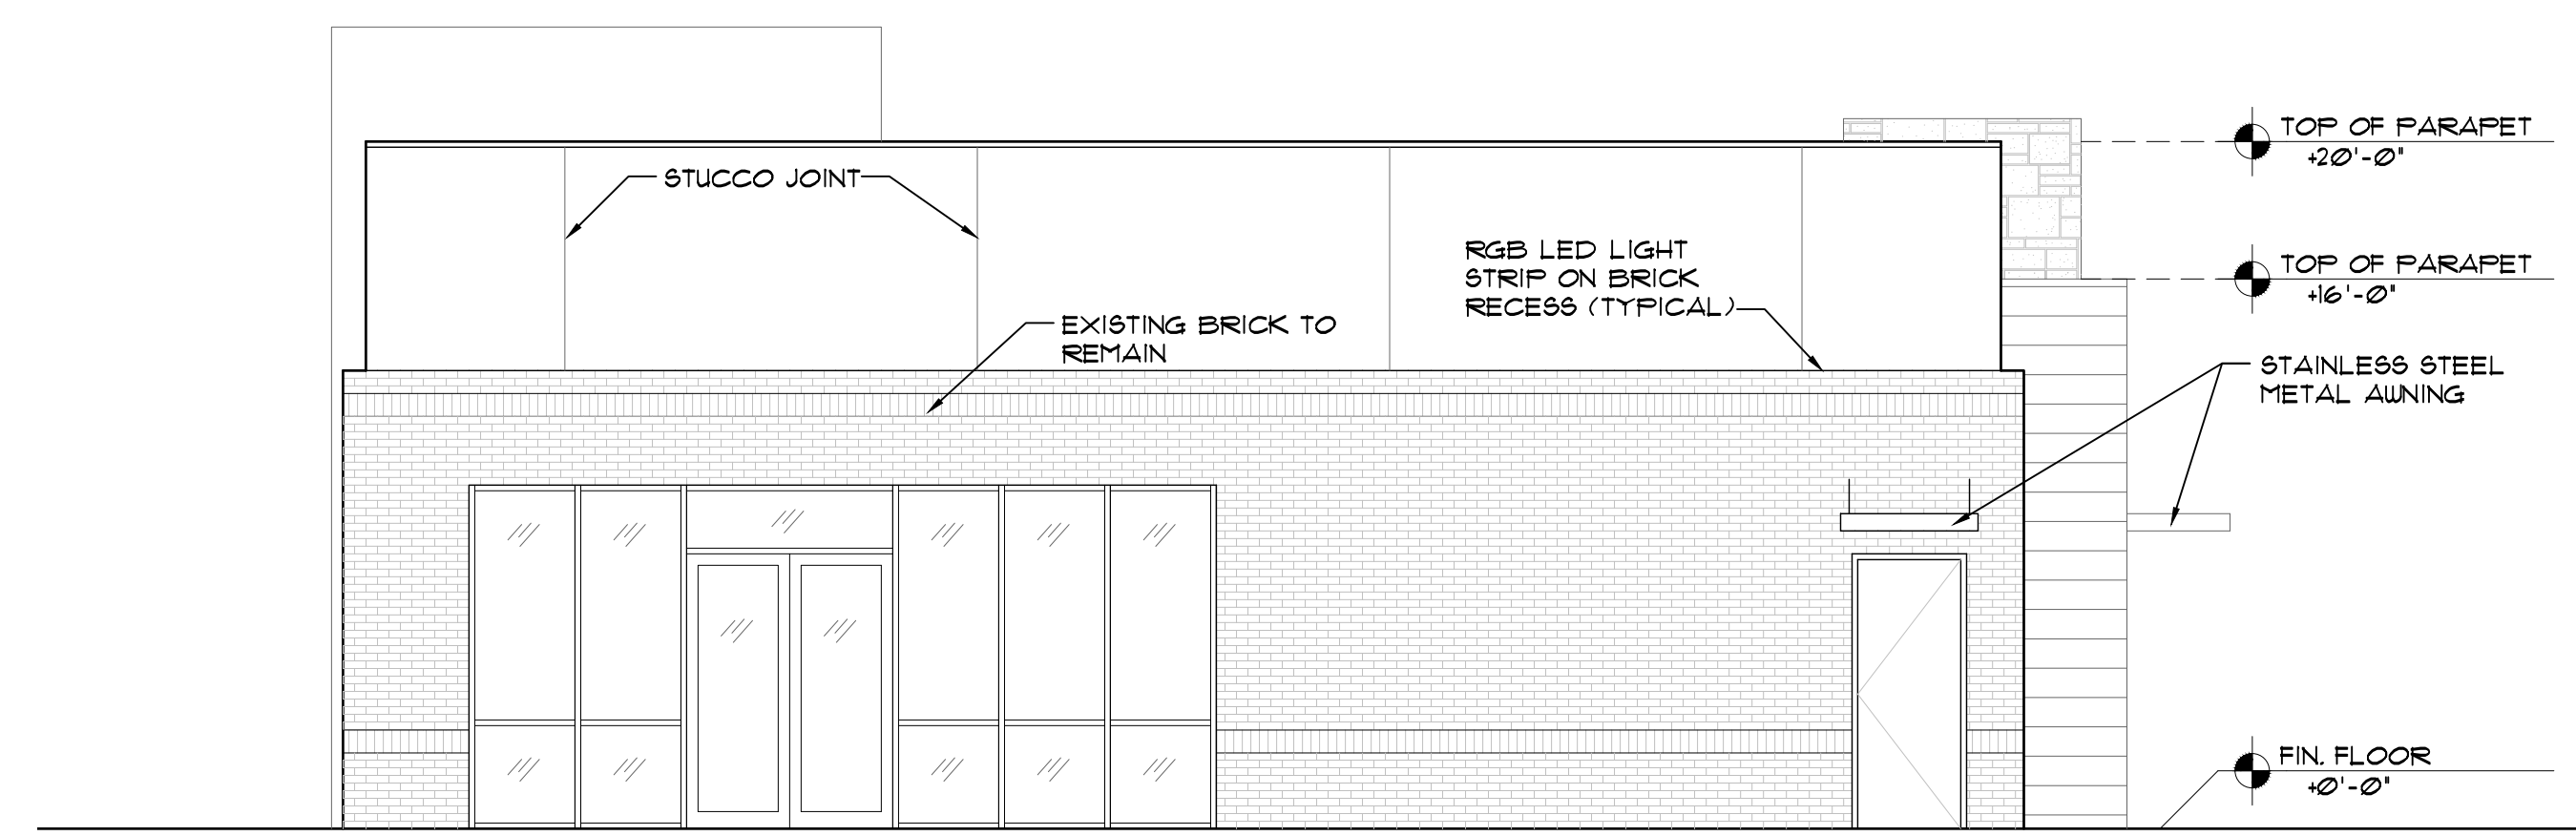 TOP OF PARAPET
+20'-0"
STUCCO JOINT
RGB LED LIGHT
STRIP ON BRICK
RECESS (TYPICAL)
TOP OF PARAPET
+16'-0"
EXISTING BRICK TO
REMAIN
STAINLESS STEEL
METAL AWNING
FIN. FLOOR
+0'-0"